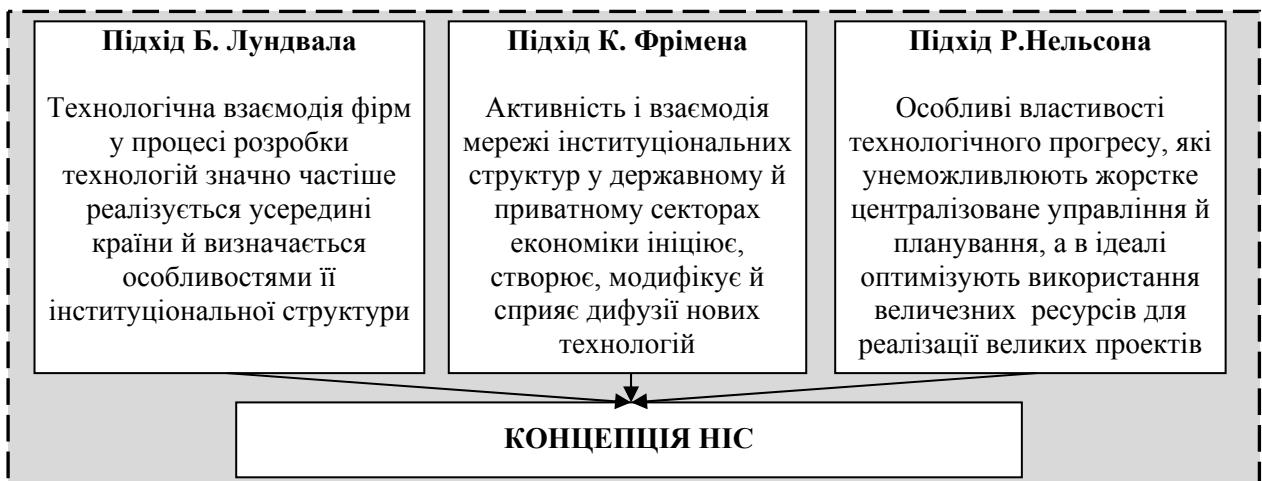 Підхід Б. Лундвала
Технологічна взаємодія фірм
у процесі розробки
технологій значно частіше
реалізується усередині
країни й визначається
особливостями її
інституціональної структури
Підхід К. Фрімена
Активність і взаємодія
мережі інституціональних
структур у державному й
приватному секторах
економіки ініціює,
створює, модифікує й
сприяє дифузії нових
технологій
Підхід Р.Нельсона
Особливі властивості
технологічного прогресу, які
унеможливлюють жорстке
централізоване управління й
планування, а в ідеалі
оптимізують використання
величезних ресурсів для
реалізації великих проектів
КОНЦЕПЦІЯ НІС